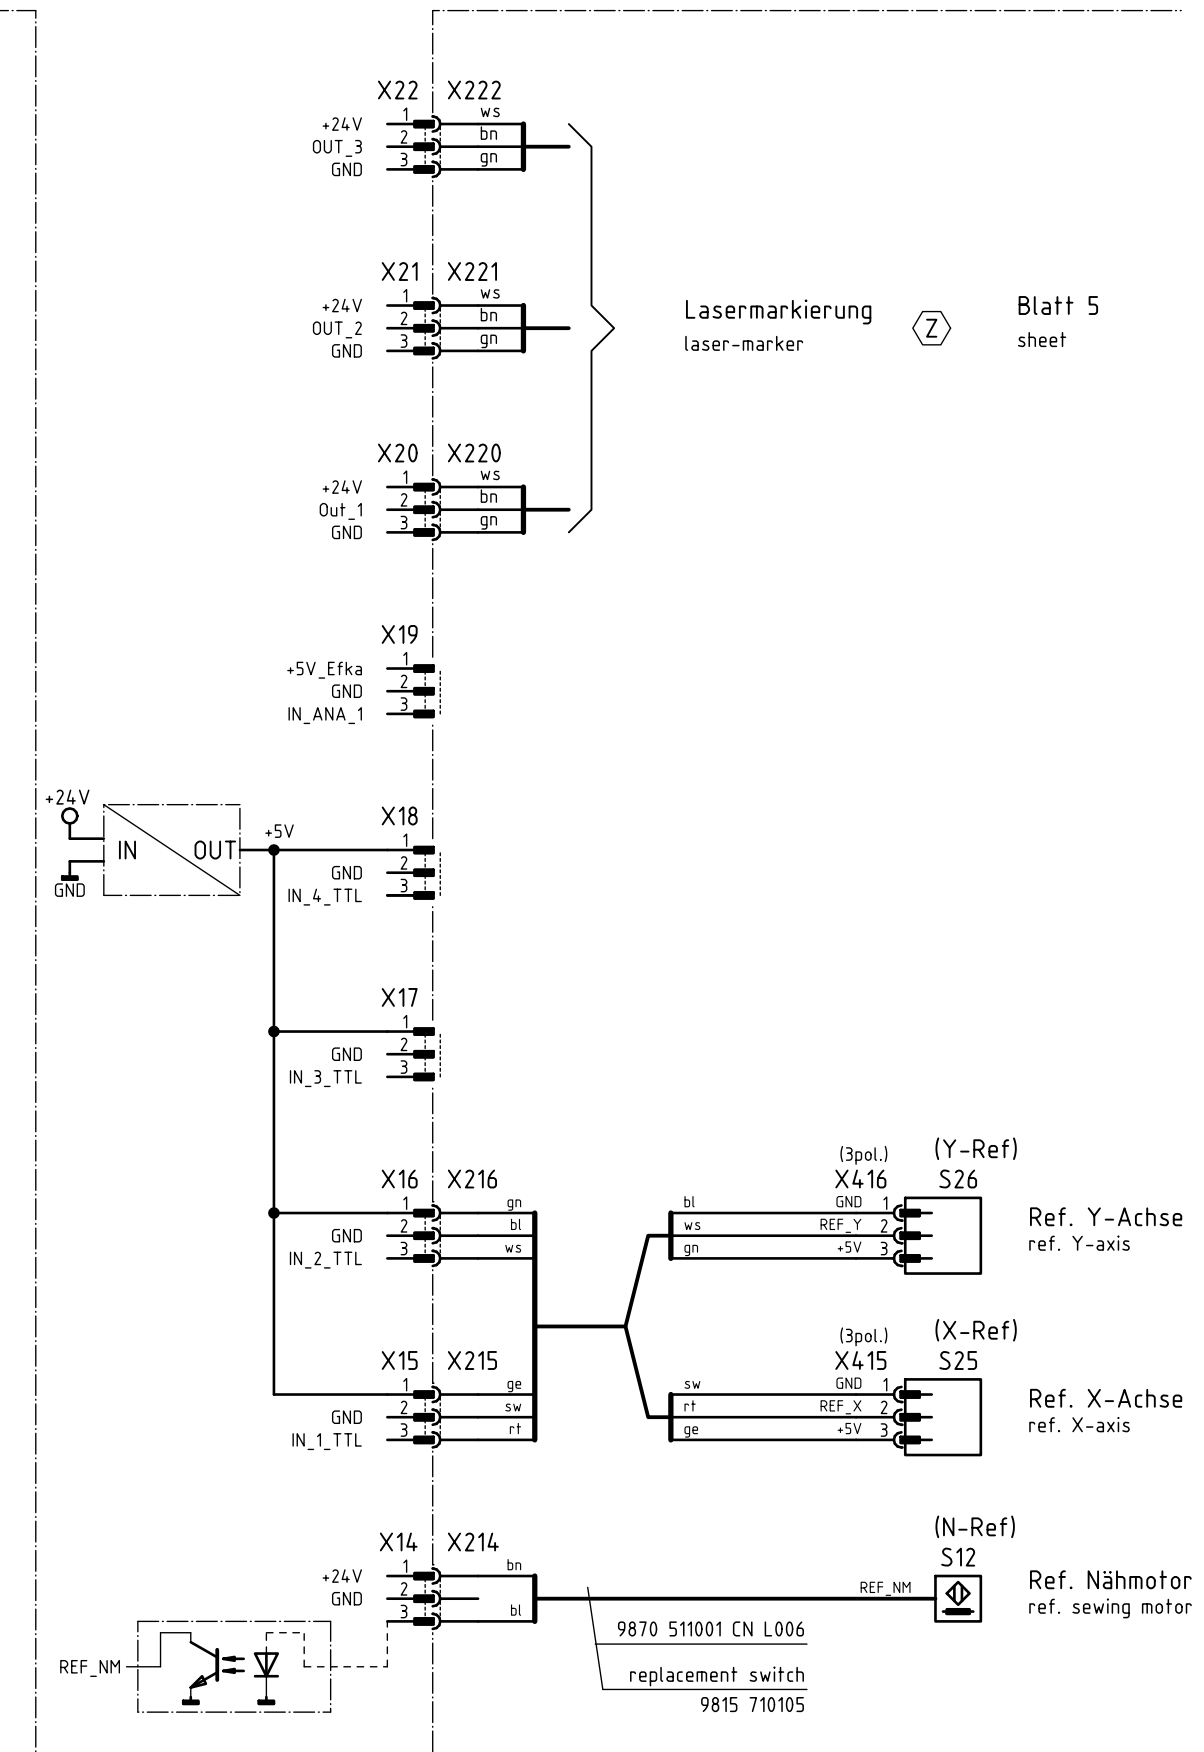 X22 X222
+24V 1 ws
OUT_3 2 bn
GND 3 gn
X21 X221
+24V 1 ws
OUT_2 2 bn
GND 3 gn
Lasermarkierung Z Blatt 5
laser-marker sheet
X20 X220
+24V 1 ws
Out_1 2 bn
GND 3 gn
X19
+5V_Efka 1
GND 2
IN_ANA_1 3
+24V
IN OUT
GND
+5V
X18
1
GND 2
IN_4_TTL 3
X17
1
GND 2
IN_3_TTL 3
X16 X216
1 gn
GND 2 bl
IN_2_TTL 3 ws
(3pol.) (Y-Ref)
X416 S26
bl GND 1
ws REF_Y 2
gn +5V 3
Ref. Y-Achse
ref. Y-axis
X15 X215
1 ge
GND 2 sw
IN_1_TTL 3 rt
(3pol.) (X-Ref)
X415 S25
sw GND 1
rt REF_X 2
ge +5V 3
Ref. X-Achse
ref. X-axis
X14 X214
+24V 1 bn
GND 2
3 bl
(N-Ref)
S12
REF_NM
Ref. Nähmotor
ref. sewing motor
9870 511001 CN L006
replacement switch
9815 710105
REF_NM